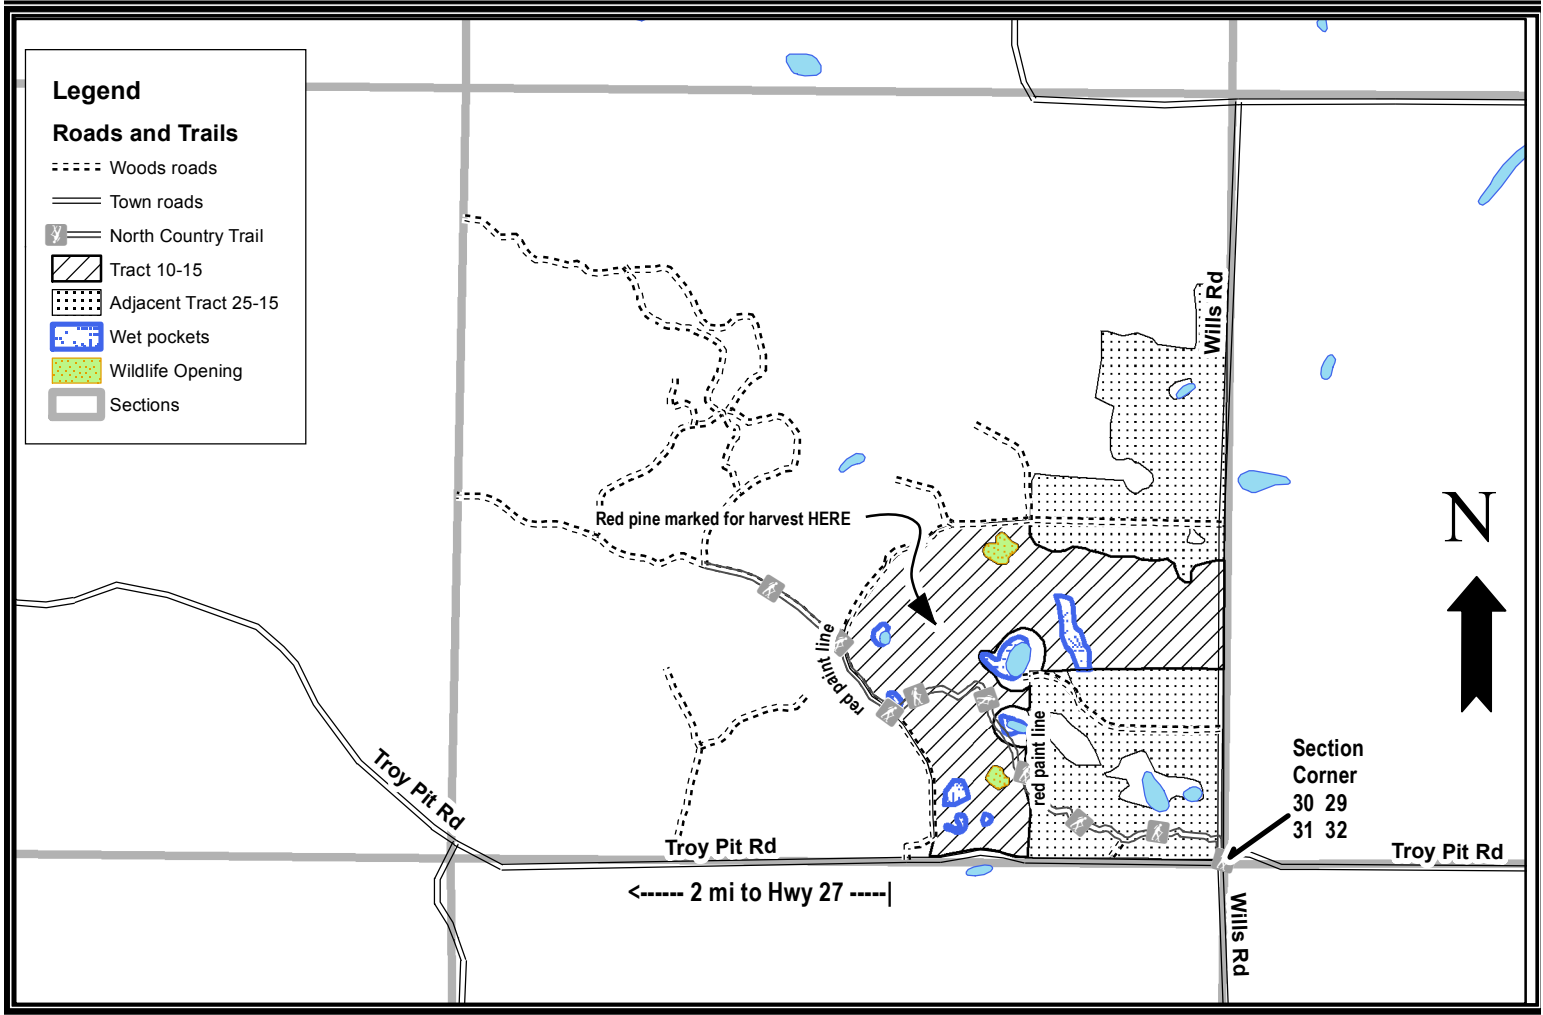 Legend
Roads and Trails
Woods roads
Town roads
North Country Trail
Tract 10-15
Adjacent Tract 25-15
Wet pockets
Wildlife Opening
Sections
Wills Rd
Red pine marked for harvest HERE
N
red paint line
red paint line
Section
Corner
30 29
31 32
Troy Pit Rd
Troy Pit Rd
Troy Pit Rd
<------ 2 mi to Hwy 27 -----|
Wills Rd